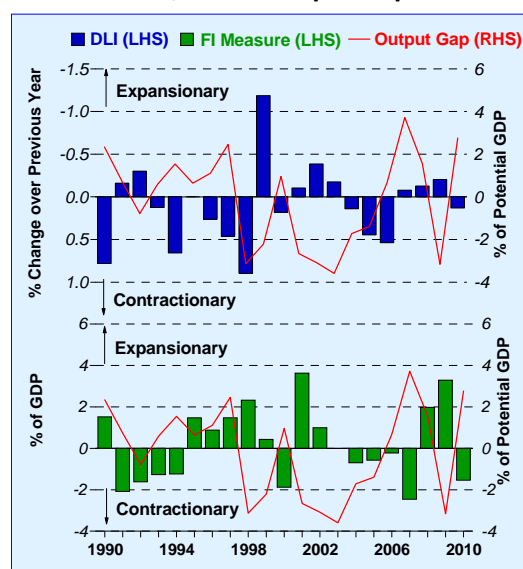 DLI (LHS) FI Measure (LHS) Output Gap (RHS)
-1.5 6
Expansionary
-1.0 4
-0.5 2
0.0 0
0.5 -2
1.0 -4
Contractionary
% Change over Previous Year
% of Potential GDP
6 6
Expansionary
4 4
2 2
0 0
-2 -2
Contractionary
-4 -4
% of GDP
% of Potential GDP
1990 1994 1998 2002 2006 2010